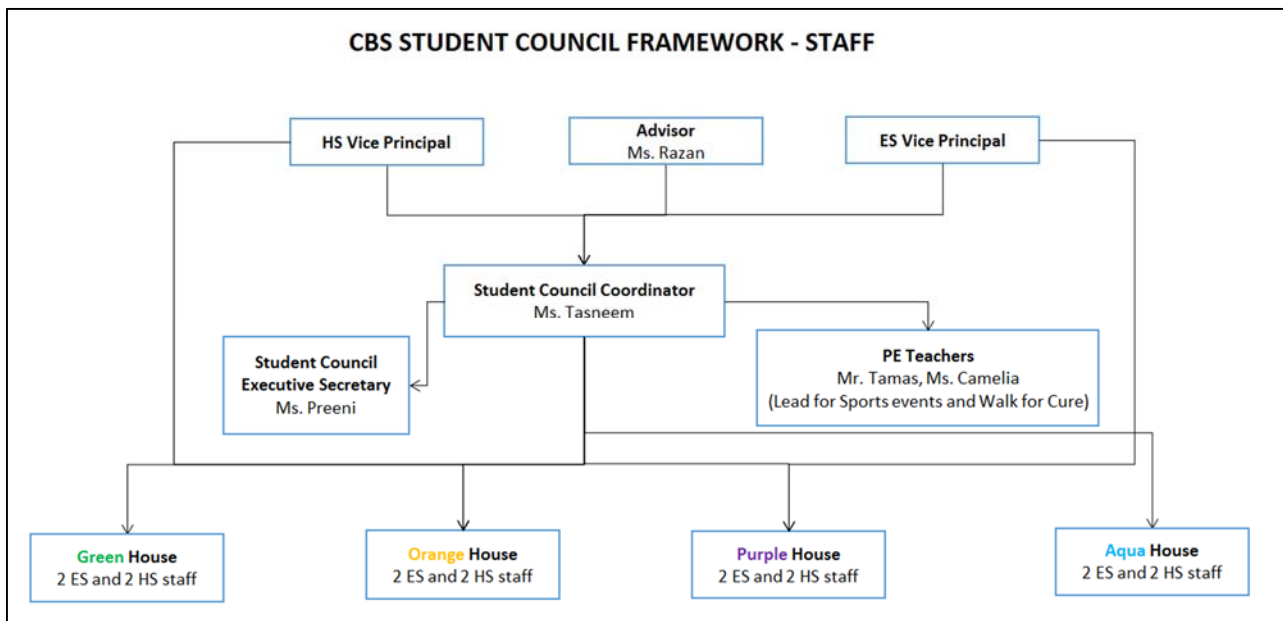 CBS STUDENT COUNCIL FRAMEWORK - STAFF
HS Vice Principal
Advisor
Ms. Razan
ES Vice Principal
Student Council Coordinator
Ms. Tasneem
Student Council
Executive Secretary
Ms. Preeni
PE Teachers
Mr. Tamas, Ms. Camelia
(Lead for Sports events and Walk for Cure)
Green House
2 ES and 2 HS staff
Orange House
2 ES and 2 HS staff
Purple House
2 ES and 2 HS staff
Aqua House
2 ES and 2 HS staff